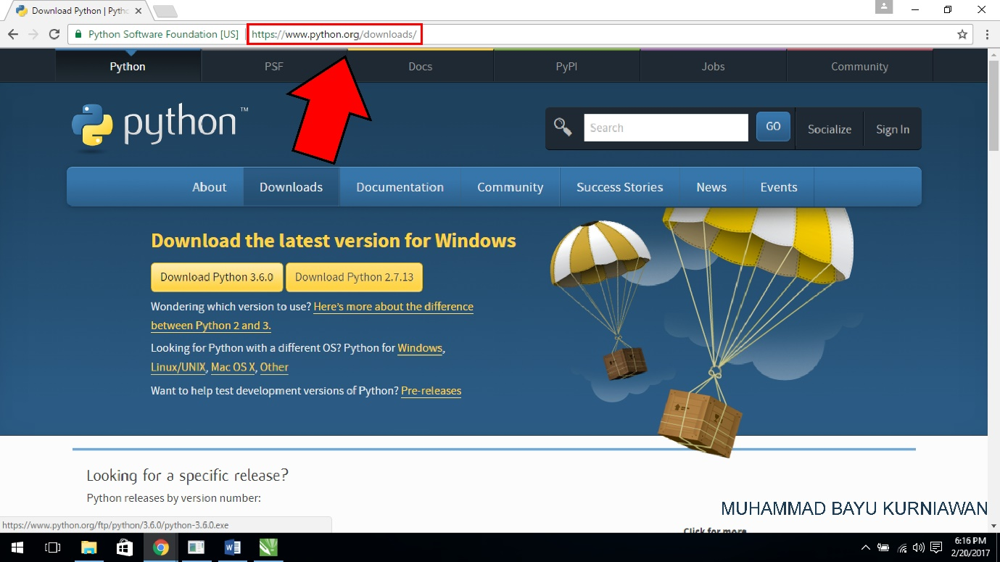 Download Python | Pytho
Python Software Foundation [US]
https://www.python.org/downloads/
Python PSF Docs PyPI Jobs Community
python™
Search GO Socialize Sign In
About Downloads Documentation Community Success Stories News Events
Download the latest version for Windows
Download Python 3.6.0 Download Python 2.7.13
Wondering which version to use? Here's more about the difference
between Python 2 and 3.
Looking for Python with a different OS? Python for Windows,
Linux/UNIX, Mac OS X, Other
Want to help test development versions of Python? Pre-releases
Looking for a specific release?
Python releases by version number:
MUHAMMAD BAYU KURNIAWAN
https://www.python.org/ftp/python/3.6.0/python-3.6.0.exe
Click for more
6:16 PM
2/20/2017